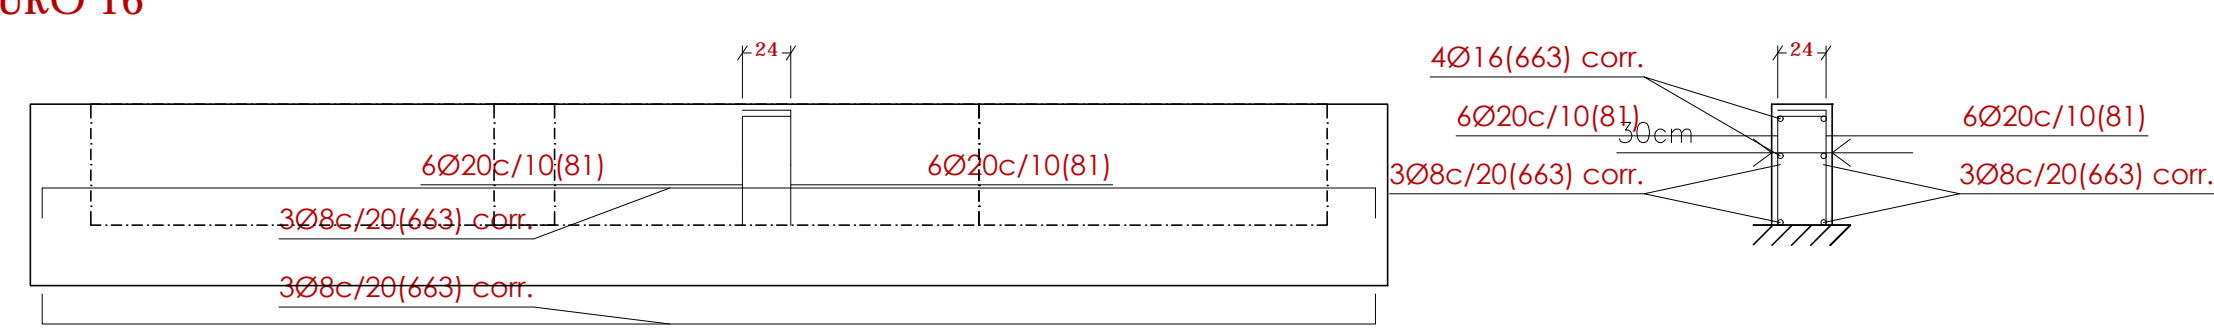 URO 16
24
6Ø20c/10(81)
6Ø20c/10(81)
3Ø8c/20(663) corr.
3Ø8c/20(663) corr.
4Ø16(663) corr.
24
6Ø20c/10(81)
6Ø20c/10(81)
30cm
3Ø8c/20(663) corr.
3Ø8c/20(663) corr.